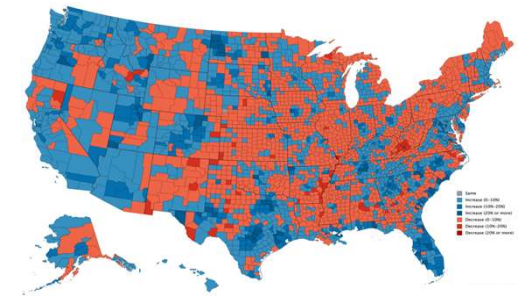 Same
Increase (0-10%)
Increase (10%-20%)
Increase (20% or more)
Decrease (0-10%)
Decrease (10%-20%)
Decrease (20% or more)